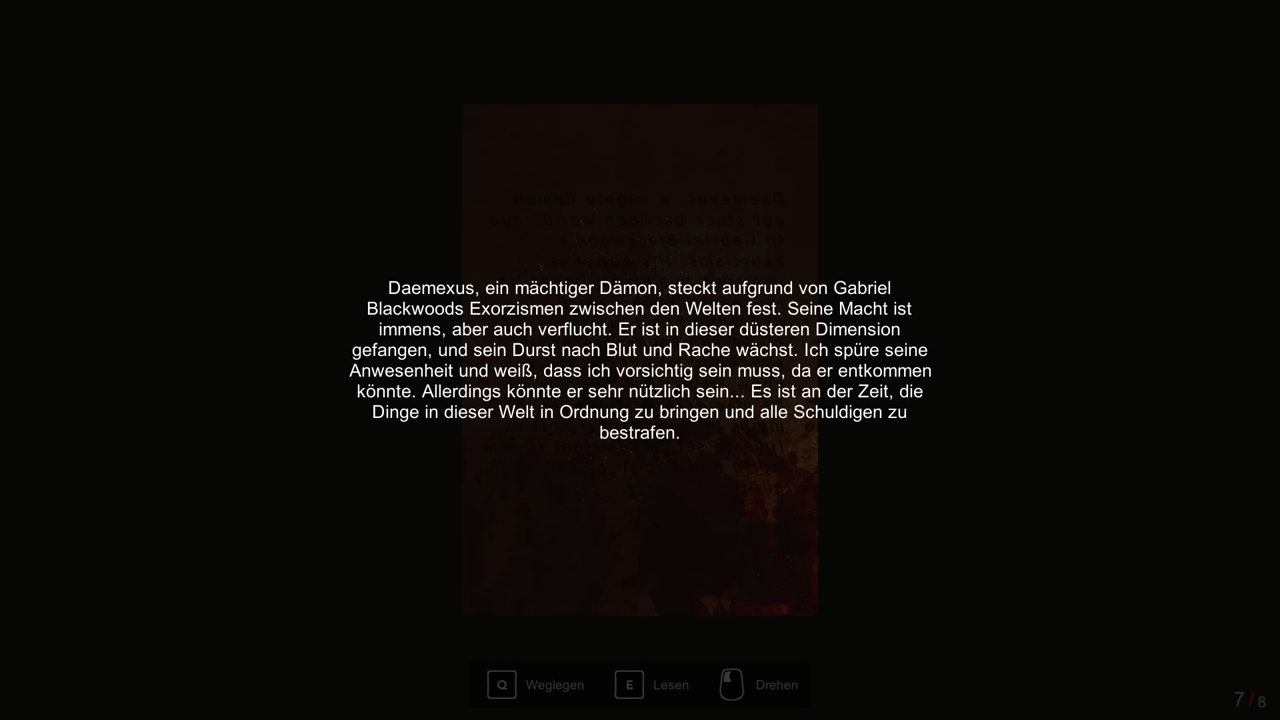 Daemexus, ein mächtiger Dämon, steckt aufgrund von Gabriel
Blackwoods Exorzismen zwischen den Welten fest. Seine Macht ist
immens, aber auch verflucht. Er ist in dieser düsteren Dimension
gefangen, und sein Durst nach Blut und Rache wächst. Ich spüre seine
Anwesenheit und weiß, dass ich vorsichtig sein muss, da er entkommen
könnte. Allerdings könnte er sehr nützlich sein... Es ist an der Zeit, die
Dinge in dieser Welt in Ordnung zu bringen und alle Schuldigen zu
bestrafen.
Q Weglegen E Lesen Drehen
7 / 8